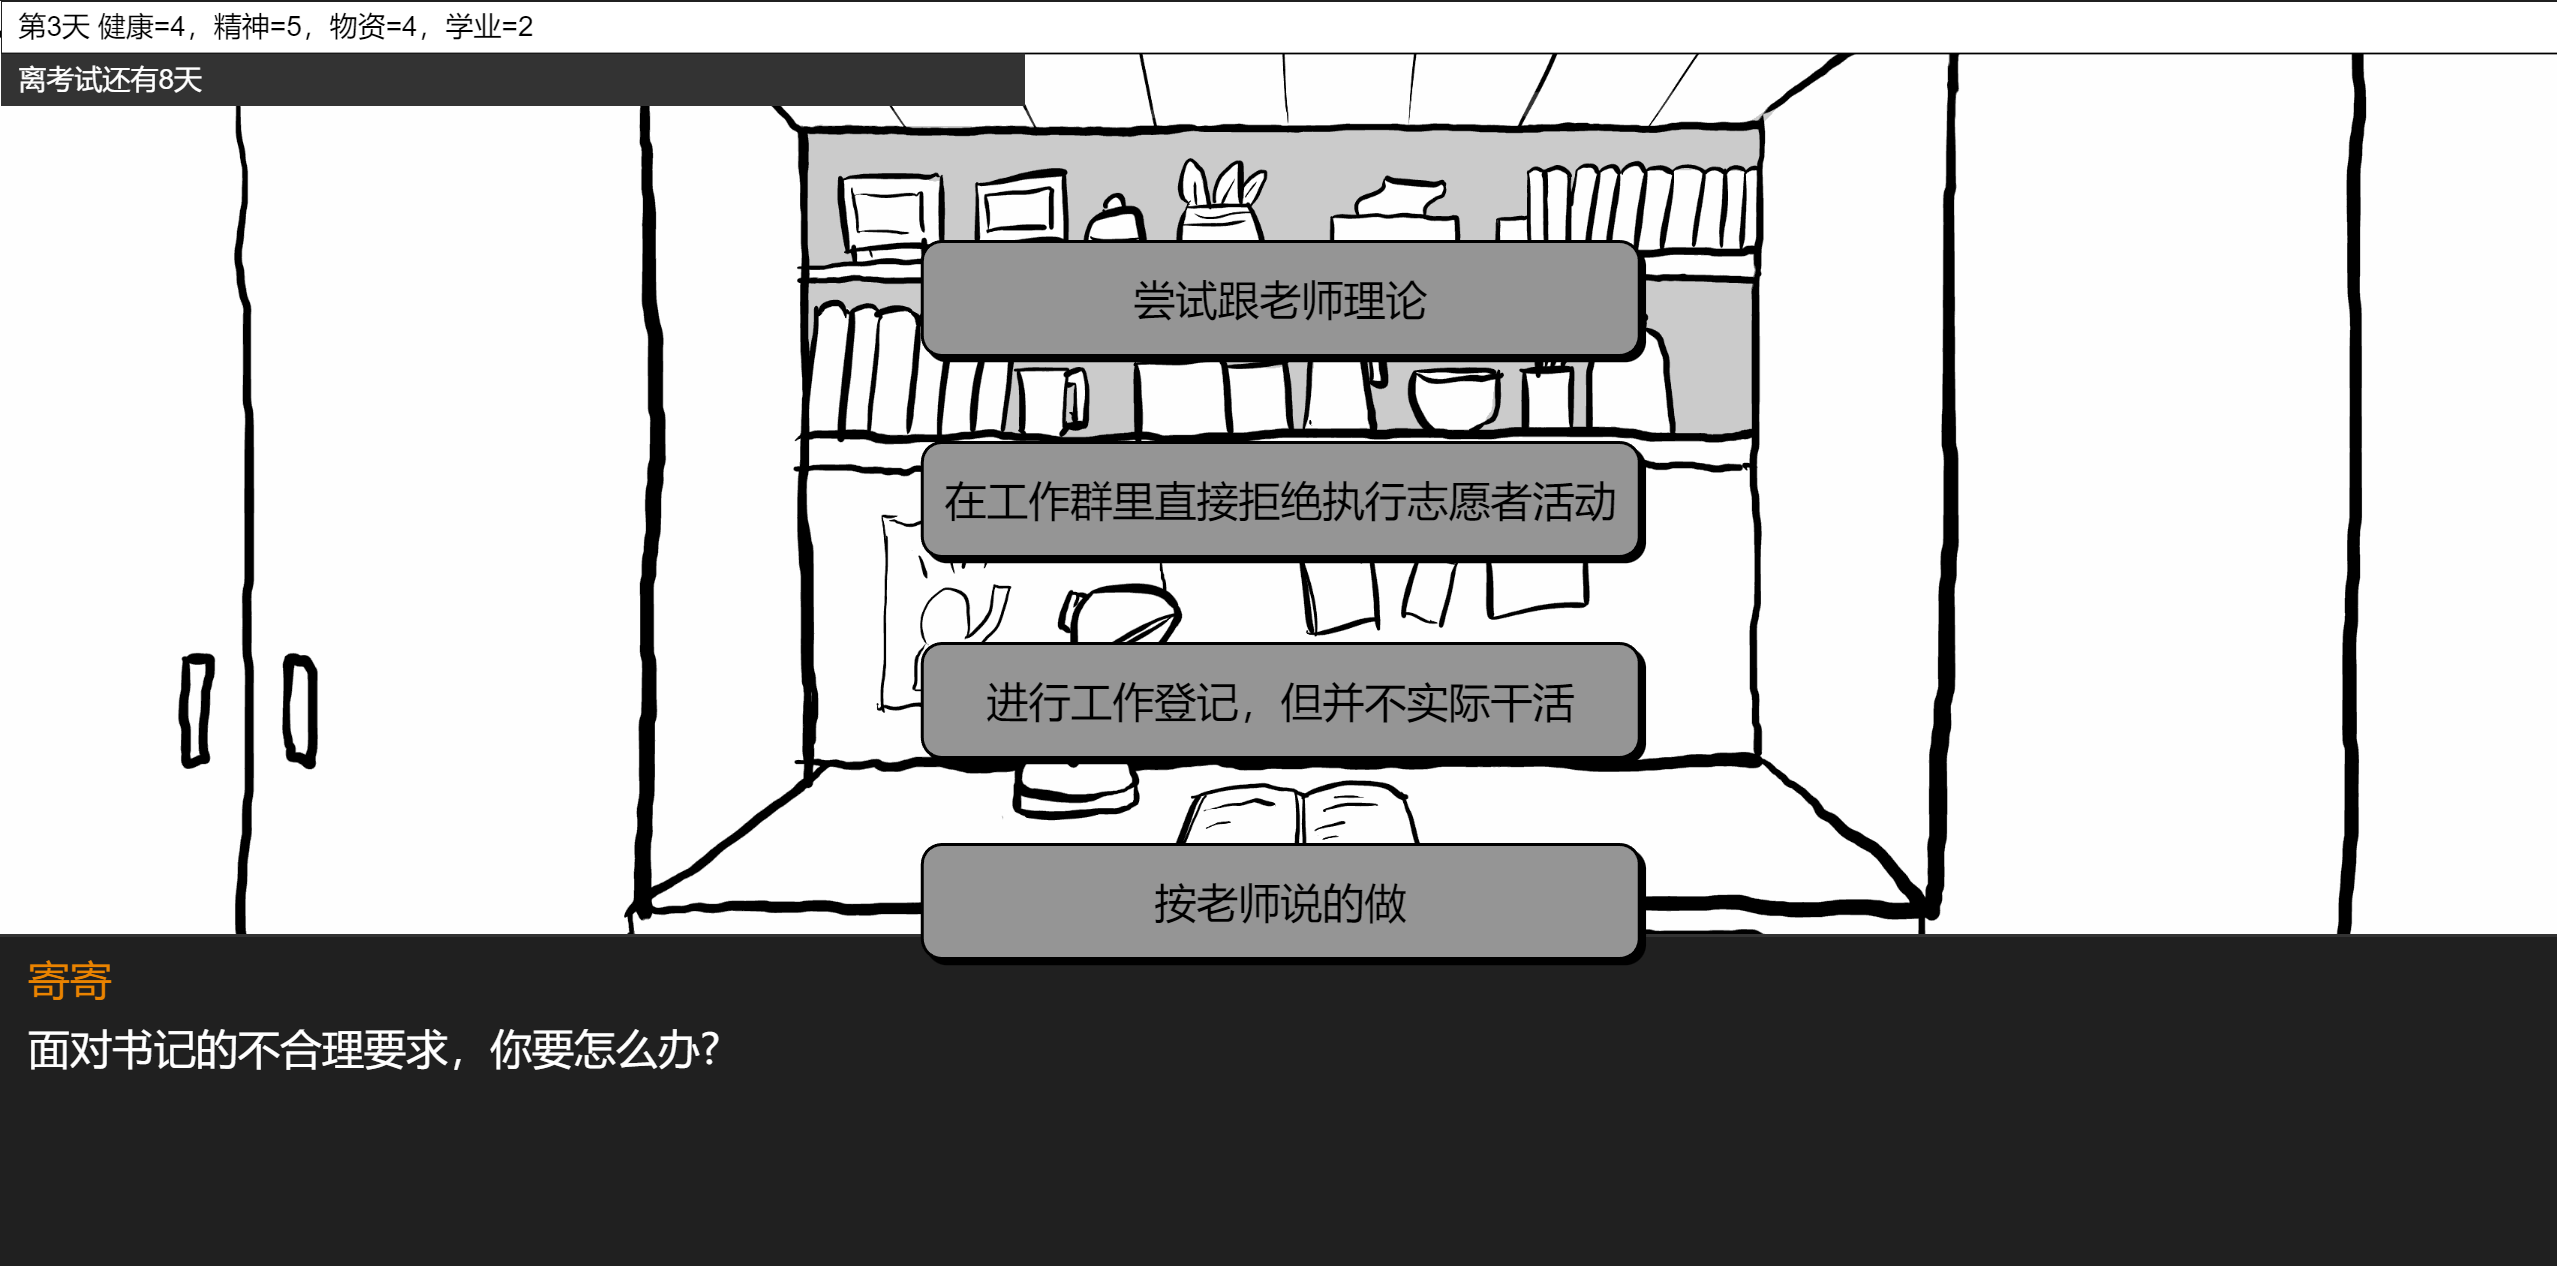 第3天 健康=4，精神=5，物资=4，学业=2
离考试还有8天
尝试跟老师理论
在工作群里直接拒绝执行志愿者活动
进行工作登记，但并不实际干活
按老师说的做
寄寄
面对书记的不合理要求，你要怎么办?